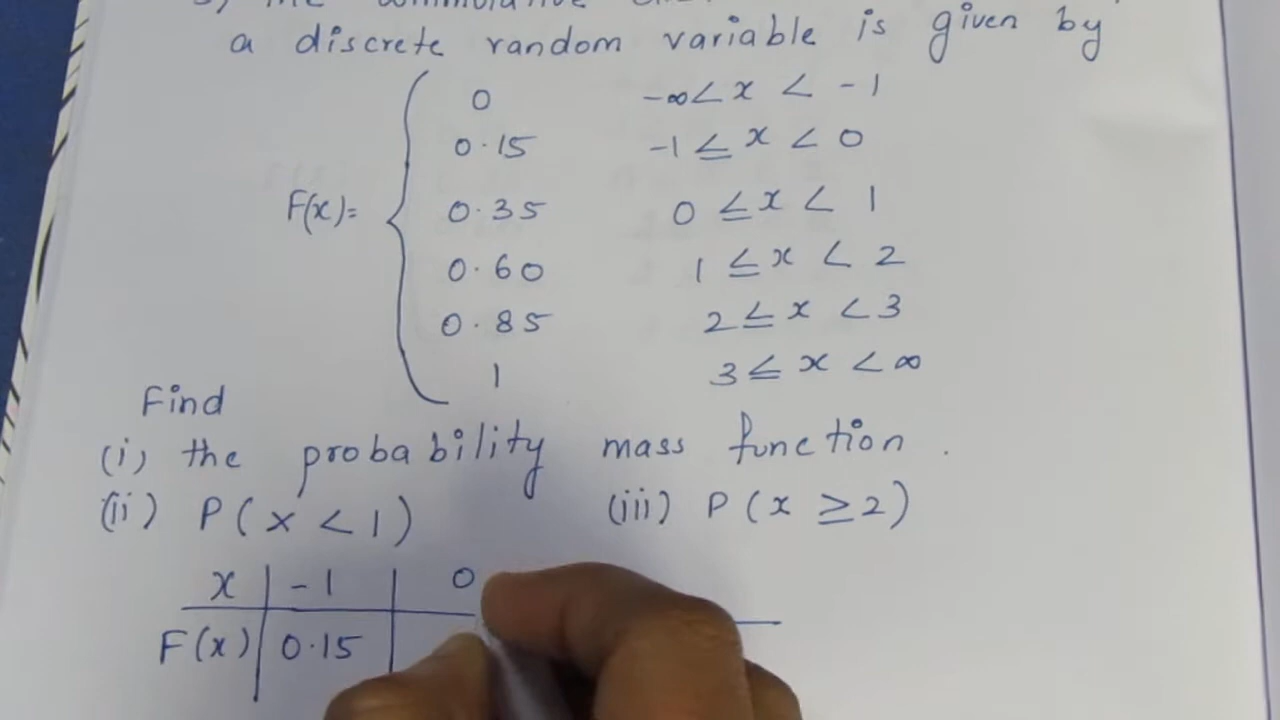 a discrete random variable is given by
0 -∞< x < -1
0.15 -1 ≤ x < 0
F(x)= 0.35 0 ≤ x < 1
0.60 1 ≤ x < 2
0.85 2 ≤ x < 3
1 3 ≤ x < ∞
Find
(i) the probability mass function.
(ii) P(x < 1) (iii) P(x ≥ 2)
x -1 0
F(x) 0.15